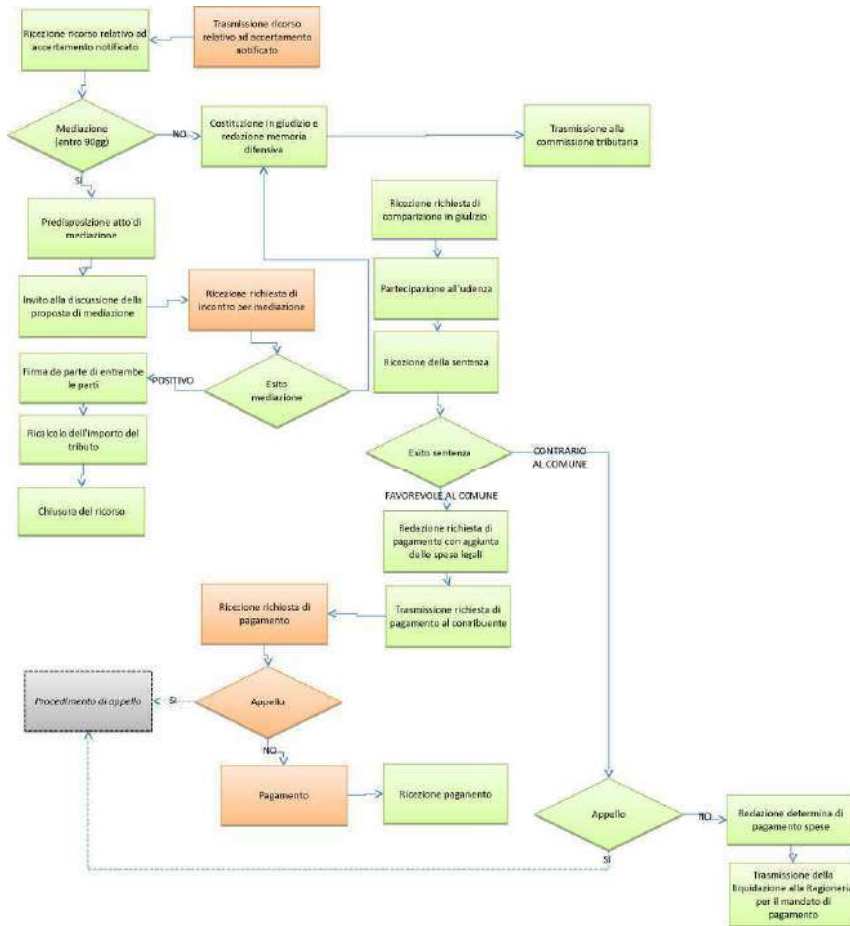 Ricezione ricorso relativo ad
accertamento notificato
Trasmissione ricorso
relativo ad accertamento
notificato
Mediazione
(entro 90gg)
NO
Costituzione in giudizio e
redazione memoria
difensiva
Trasmissione alla
commissione tributaria
SI
Predisposizione atto di
mediazione
Ricezione richiesta di
comparizione in giulizio
Invito alla discussione della
proposta di mediazione
Ricezione richiesta di
incontro per mediazione
Partecipazione all'udenza
Ricezione della sentenza
Firma da parte di entrambe
le parti
POSITIVO
Esito
mediazione
Ricalcolo dell'importo del
tributo
Esito sentenza
CONTRARIO
AL COMUNE
Chiusura del ricorso
FAVOREVOLE AL COMUNE
Redazione richiesta di
pagamento con aggiunta
delle spese legali
Ricezione richiesta di
pagamento
Trasmissione richiesta di
pagamento al contribuente
Procedimento di appello
SI
Appello
NO
Pagamento
Ricezione pagamento
Appello
NO
Redazione determina di
pagamento spese
SI
Trasmissione della
liquidazione alla Ragioneria
per il mandato di
pagamento